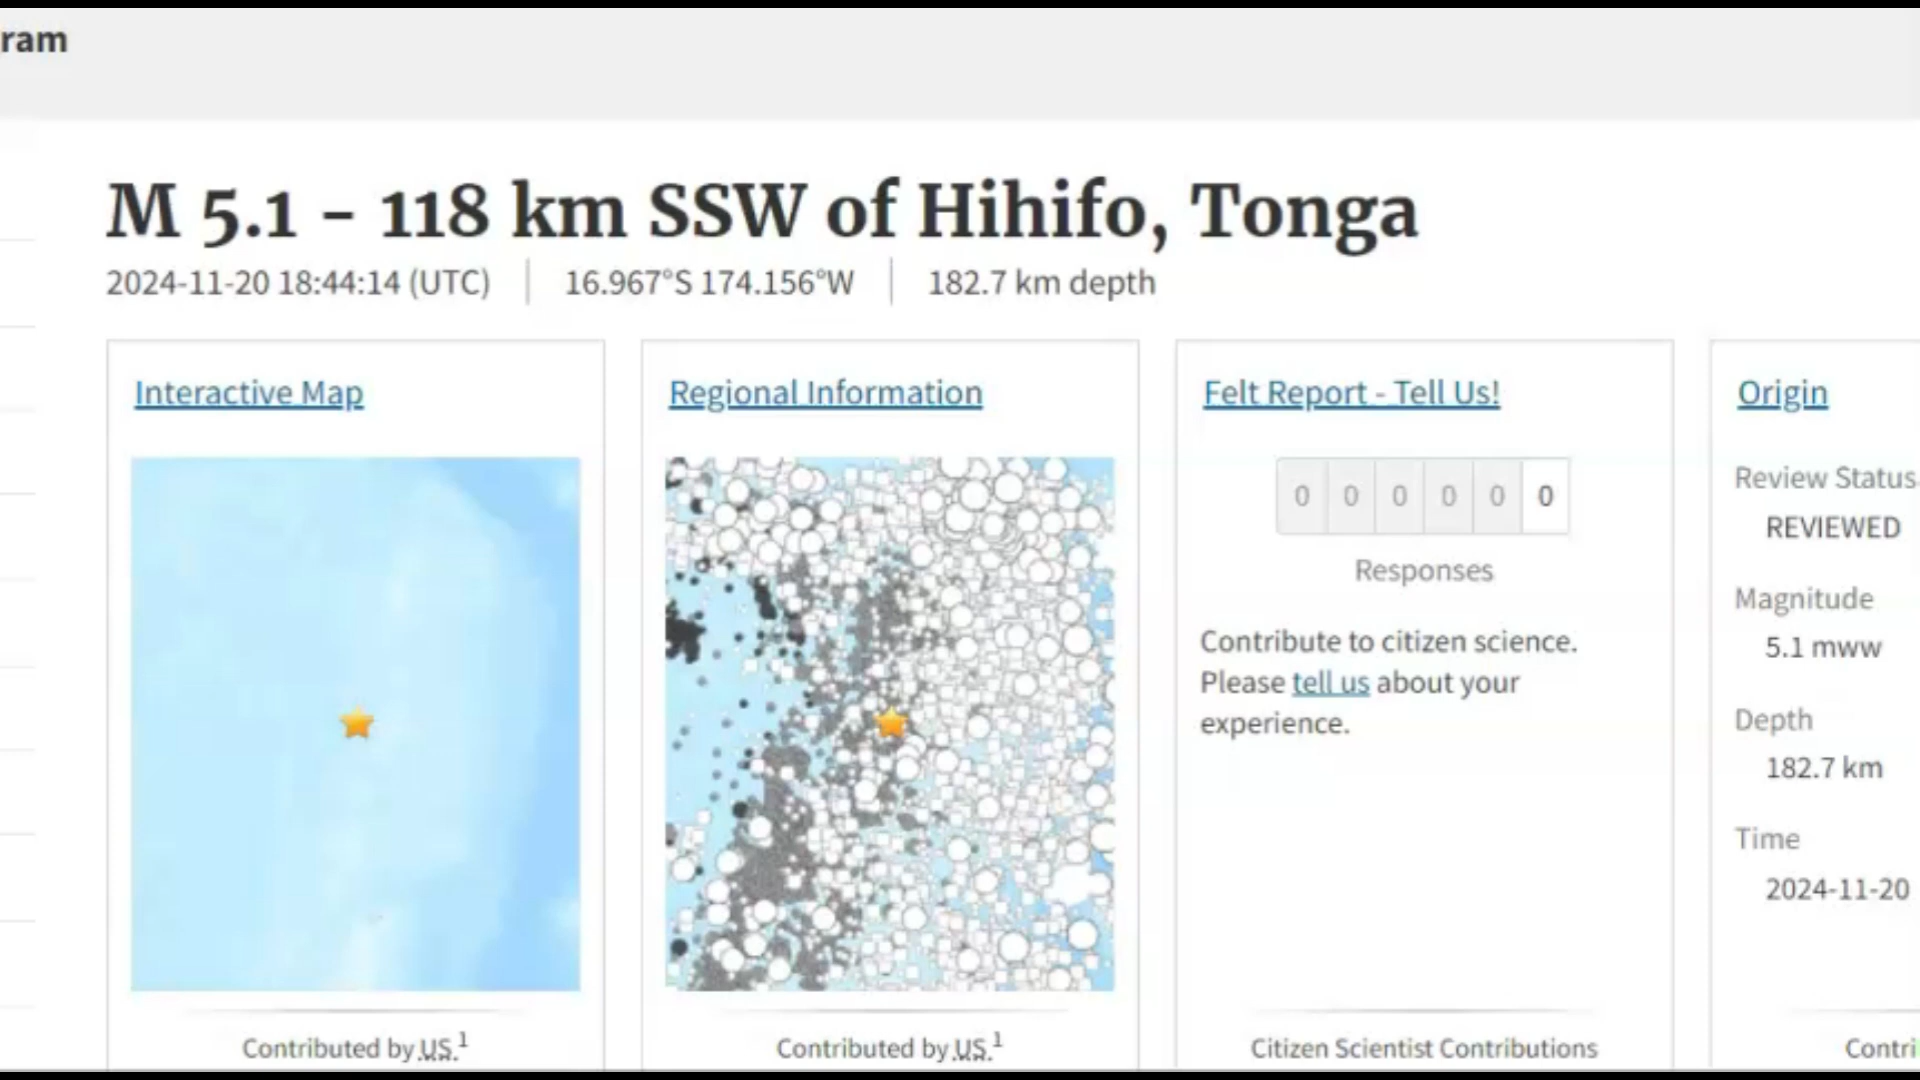 ram
M 5.1 - 118 km SSW of Hihifo, Tonga
2024-11-20 18:44:14 (UTC)
16.967°S 174.156°W
182.7 km depth
Interactive Map
Contributed by US.1
Regional Information
Contributed by US.1
Felt Report - Tell Us!
0 0 0 0 0 0
Responses
Contribute to citizen science.
Please tell us about your
experience.
Citizen Scientist Contributions
Origin
Review Status
REVIEWED
Magnitude
5.1 mww
Depth
182.7 km
Time
2024-11-20
Contri